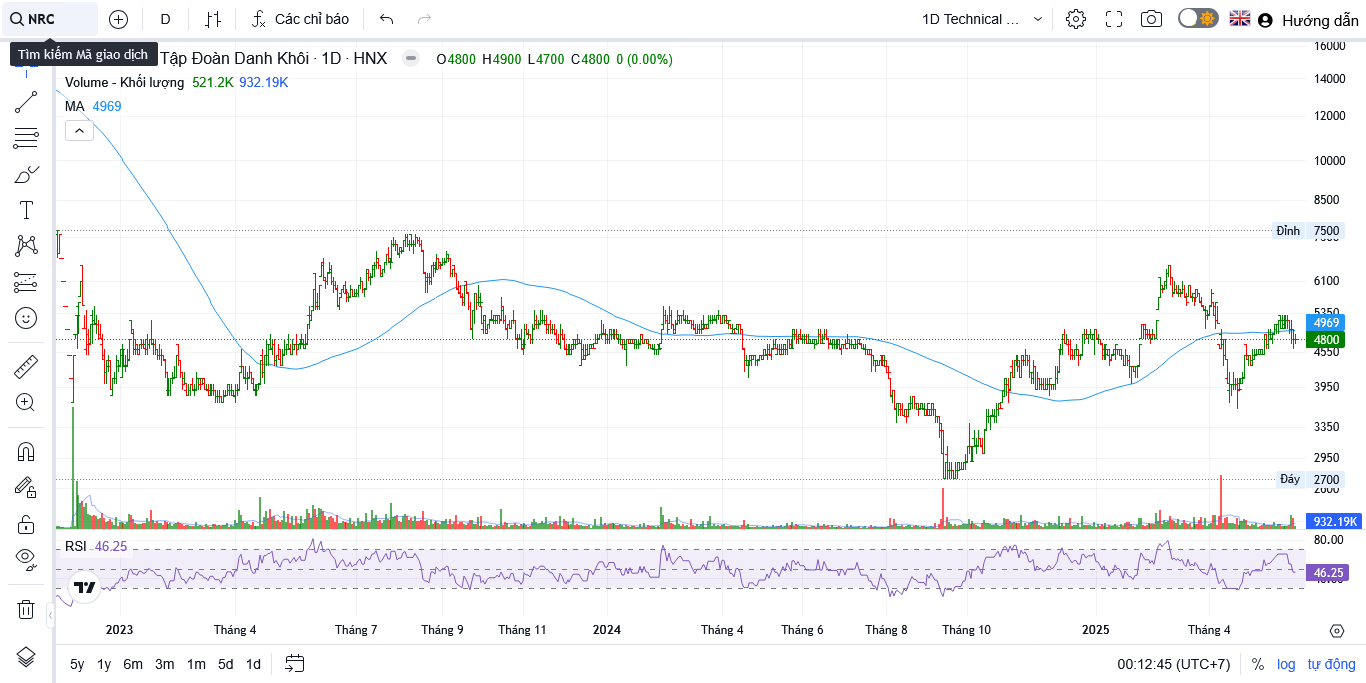 NRC
D
Các chỉ báo
1D Technical ...
Hướng dẫn
Tìm kiếm Mã giao dịch
Tập Đoàn Danh Khôi · 1D · HNX
O4800 H4900 L4700 C4800 0 (0.00%)
Volume - Khối lượng 521.2K 932.19K
MA 4969
16000
14000
12000
10000
8500
Đỉnh 7500
6100
5350
4969
4800
4550
3950
3350
2950
Đáy 2700
2600
932.19K
RSI 46.25
80.00
46.25
2023 Tháng 4 Tháng 7 Tháng 9 Tháng 11 2024 Tháng 4 Tháng 6 Tháng 8 Tháng 10 2025 Tháng 4
5y 1y 6m 3m 1m 5d 1d
00:12:45 (UTC+7) % log tự động